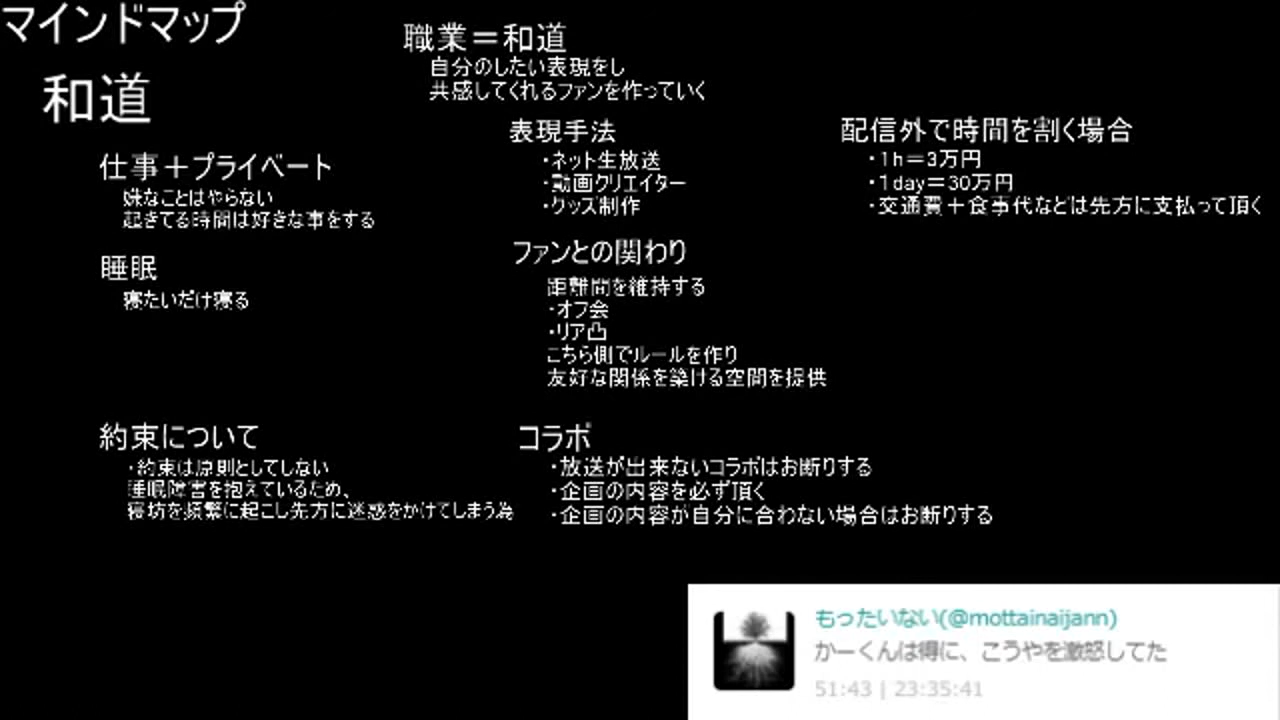 マインドマップ
和道
職業＝和道
自分のしたい表現をし
共感してくれるファンを作っていく
仕事＋プライベート
嫌なことはやらない
起きてる時間は好きな事をする
睡眠
寝たいだけ寝る
表現手法
・ネット生放送
・動画クリエイター
・グッズ制作
配信外で時間を割く場合
・1h＝3万円
・1day＝30万円
・交通費＋食事代などは先方に支払って頂く
ファンとの関わり
距離間を維持する
・オフ会
・リア凸
こちら側でルールを作り
友好な関係を築ける空間を提供
約束について
・約束は原則としてしない
睡眠障害を抱えているため、
寝坊を頻繁に起こし先方に迷惑をかけてしまう為
コラボ
・放送が出来ないコラボはお断りする
・企画の内容を必ず頂く
・企画の内容が自分に合わない場合はお断りする
もったいない(@mottainaijann)
かーくんは得に、こうやを激怒してた
51:43 | 23:35:41